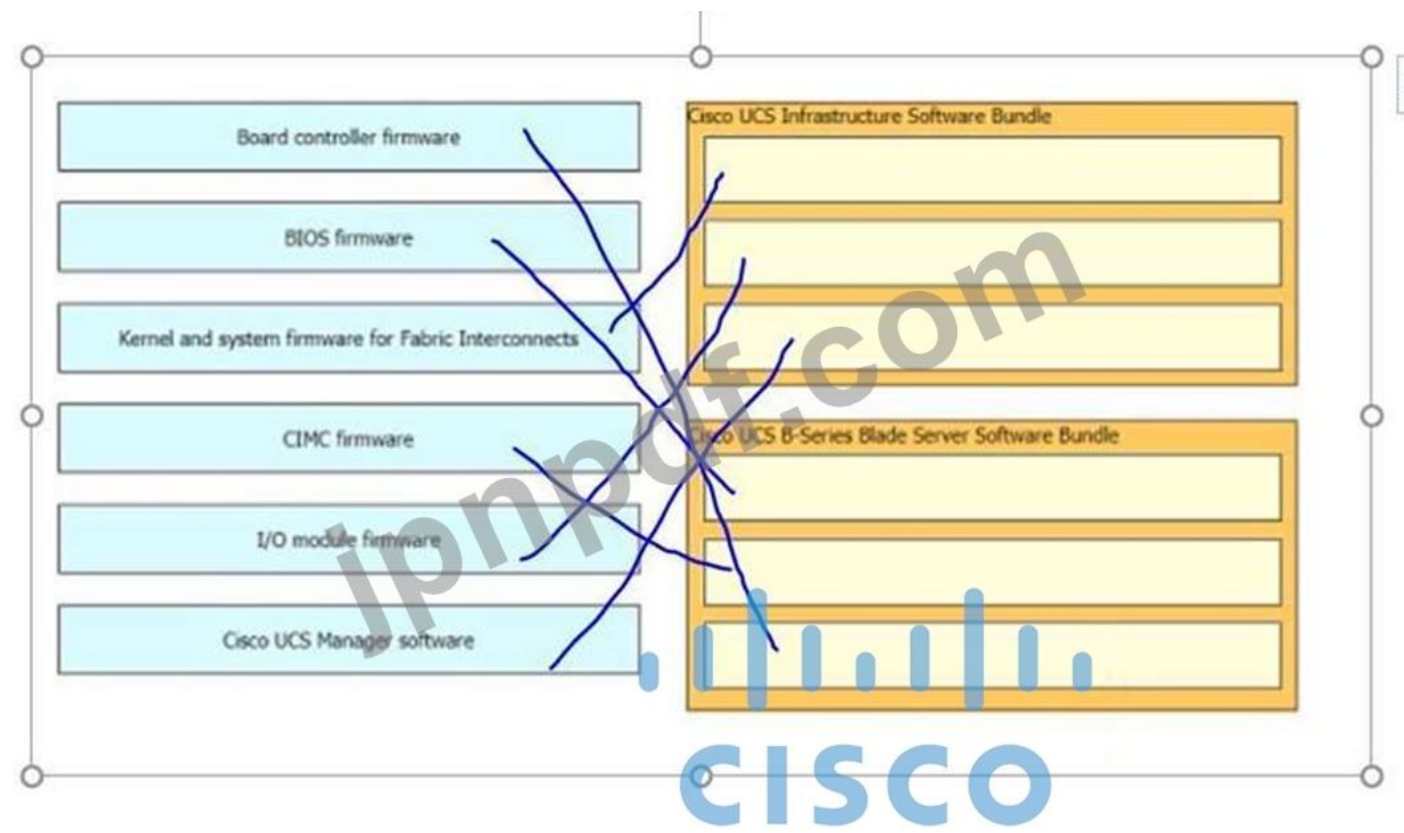 Board controller firmware
BIOS firmware
Kernel and system firmware for Fabric Interconnects
CIMC firmware
I/O module firmware
Cisco UCS Manager software
Cisco UCS Infrastructure Software Bundle
Cisco UCS B-Series Blade Server Software Bundle
jpnpdf.com
CISCO